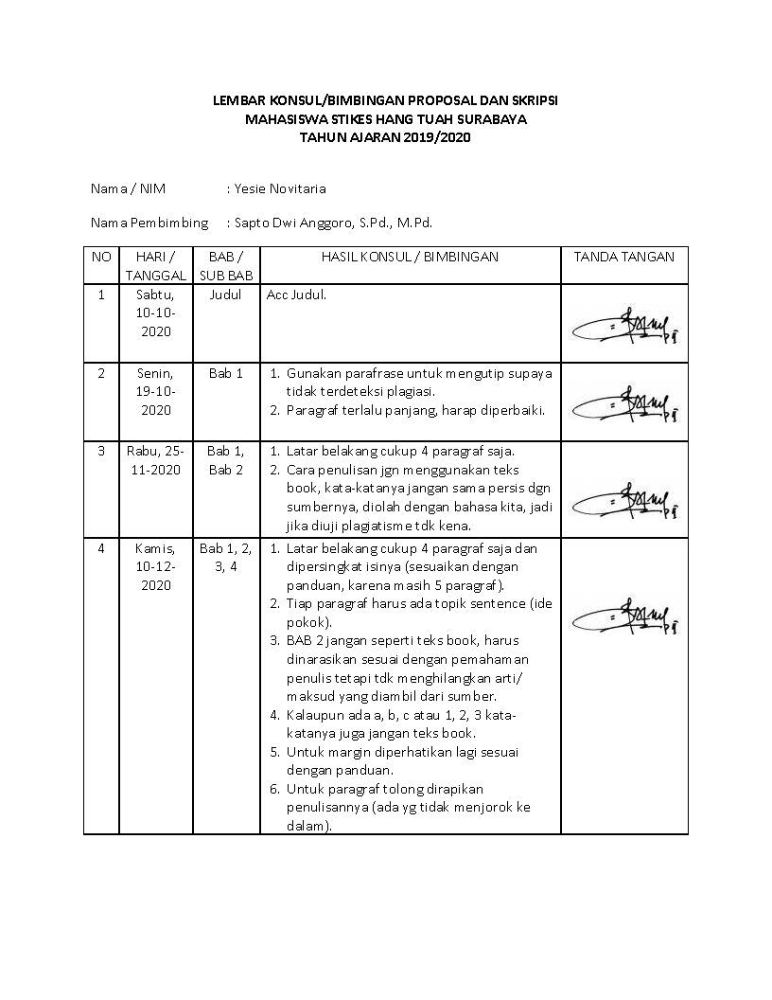 LEMBAR KONSUL/BIMBINGAN PROPOSAL DAN SKRIPSI
MAHASISWA STIKES HANG TUAH SURABAYA
TAHUN AJARAN 2019/2020
Nama / NIM : Yesie Novitaria
Nama Pembimbing : Sapto Dwi Anggoro, S.Pd., M.Pd.
NO HARI / BAB / HASIL KONSUL / BIMBINGAN TANDA TANGAN
TANGGAL SUB BAB
1 Sabtu, Judul Acc Judul.
10-10-
2020
2 Senin, Bab 1 1. Gunakan parafrase untuk mengutip supaya
19-10- tidak terdeteksi plagiasi.
2020 2. Paragraf terlalu panjang, harap diperbaiki.
3 Rabu, 25- Bab 1, 1. Latar belakang cukup 4 paragraf saja.
11-2020 Bab 2 2. Cara penulisan jgn menggunakan teks
book, kata-katanya jangan sama persis dgn
sumbernya, diolah dengan bahasa kita, jadi
jika diuji plagiatisme tdk kena.
4 Kamis, Bab 1, 2, 1. Latar belakang cukup 4 paragraf saja dan
10-12- 3, 4 dipersingkat isinya (sesuaikan dengan
2020 panduan, karena masih 5 paragraf).
2. Tiap paragraf harus ada topik sentence (ide
pokok).
3. BAB 2 jangan seperti teks book, harus
dinarasikan sesuai dengan pemahaman
penulis tetapi tdk menghilangkan arti/
maksud yang diambil dari sumber.
4. Kalaupun ada a, b, c atau 1, 2, 3 kata-
katanya juga jangan teks book.
5. Untuk margin diperhatikan lagi sesuai
dengan panduan.
6. Untuk paragraf tolong dirapikan
penulisannya (ada yg tidak menjorok ke
dalam).